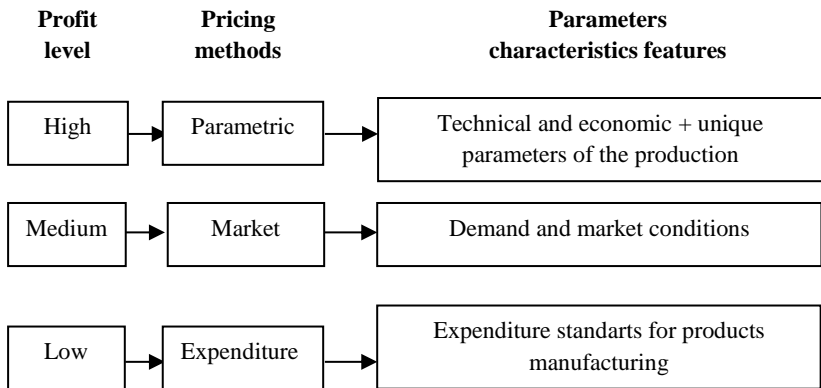 Profit
level
Pricing
methods
Parameters
characteristics features
High
Parametric
Technical and economic + unique
parameters of the production
Medium
Market
Demand and market conditions
Low
Expenditure
Expenditure standarts for products
manufacturing